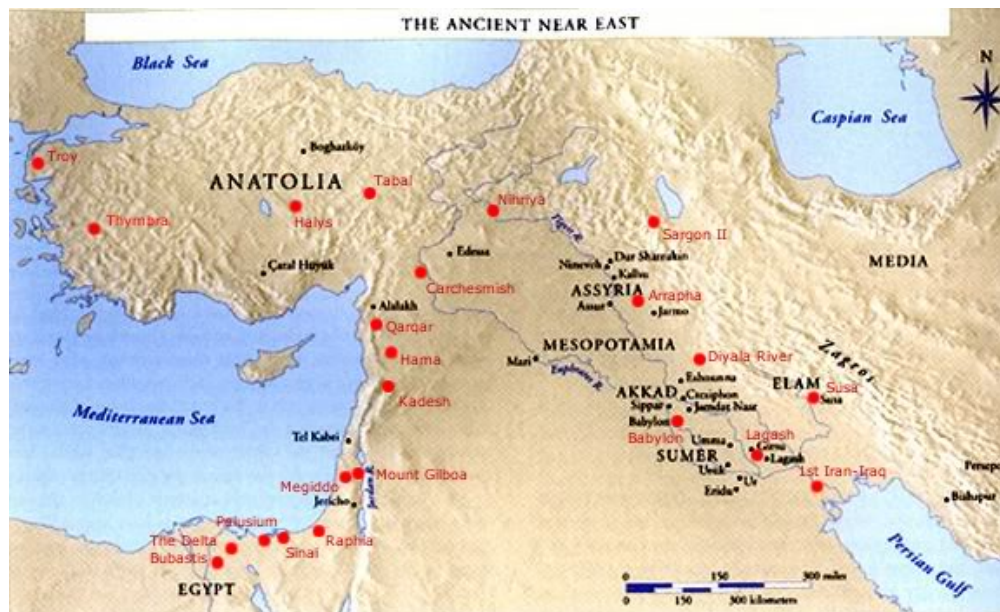 THE ANCIENT NEAR EAST
Black Sea
Caspian Sea
N
Troy
Boghazköy
ANATOLIA
Tabal
Halys
Thymbra
Nihriya
Tigris R.
Sargon II
Edessa
Dur Sharrukin
Nineveh
Kalhu
MEDIA
Çatal Hüyük
Carchesmish
ASSYRIA
Arrapha
Assur
Jarmo
Alalakh
Qarqar
MESOPOTAMIA
Hama
Mari
Euphrates R.
Diyala River
Zagros
Kadesh
Eshnunna
AKKAD
Ctesiphon
ELAM
Susa
Susa
Sippar
Jamdat Nasr
Mediterranean Sea
Babylon
Babylon
Tel Kabri
Umma
Lagash
Girsu
SUMER
Lagash
Uruk
Ur
Eridu
1st Iran-Iraq
Persepo
Bishapur
Megiddo
Mount Gilboa
Jordan R.
Jericho
Palusium
The Delta
Raphia
Bubastis
Sinai
EGYPT
Persian Gulf
0 150 300 miles
0 150 300 kilometers